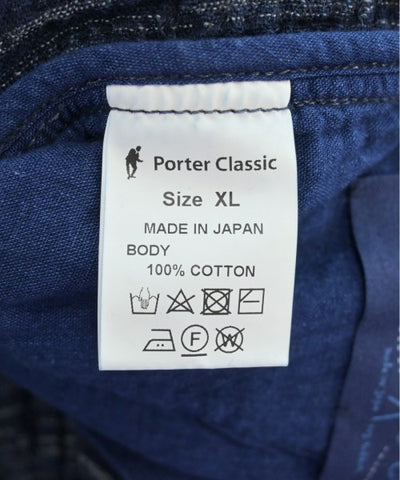 Porter Classic
Size XL
MADE IN JAPAN
BODY
100% COTTON
F
W